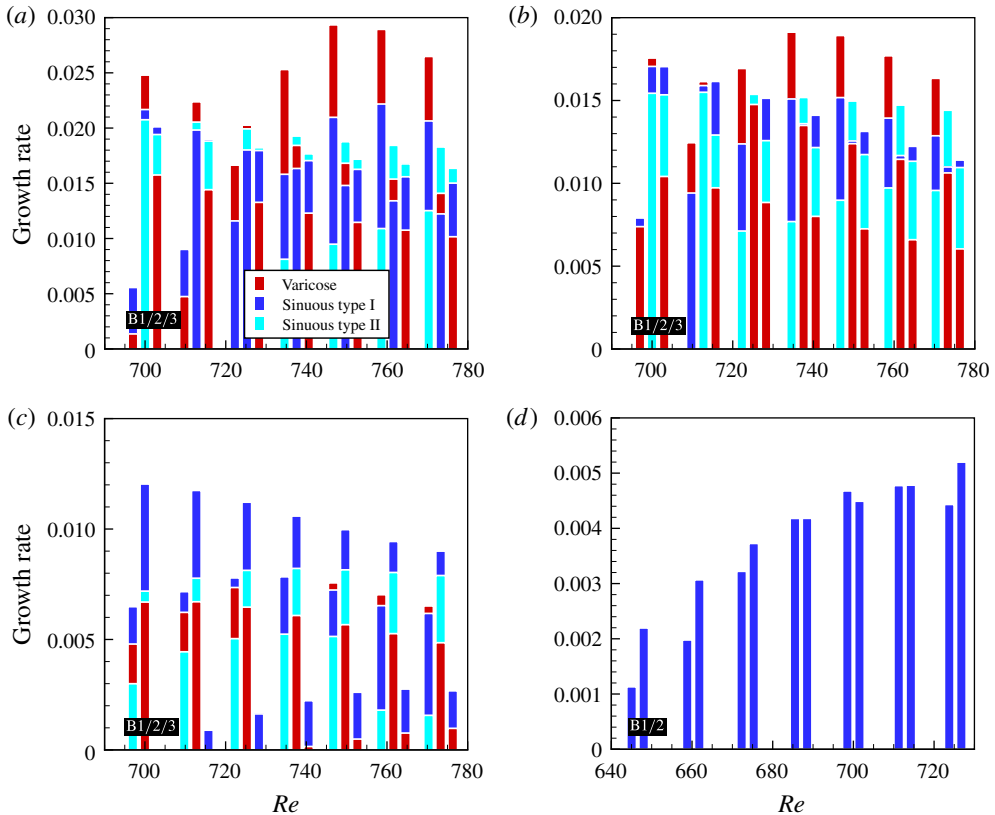 (a)
(b)
0.030
0.025
0.020
0.015
0.010
0.005
0
Growth rate
700
720
740
760
780
Varicose
Sinuous type I
Sinuous type II
B1/2/3
0.020
0.015
0.010
0.005
0
700
720
740
760
780
B1/2/3
(c)
(d)
0.015
0.010
0.005
0
Growth rate
700
720
740
760
780
Re
B1/2/3
0.006
0.005
0.004
0.003
0.002
0.001
0
640
660
680
700
720
Re
B1/2